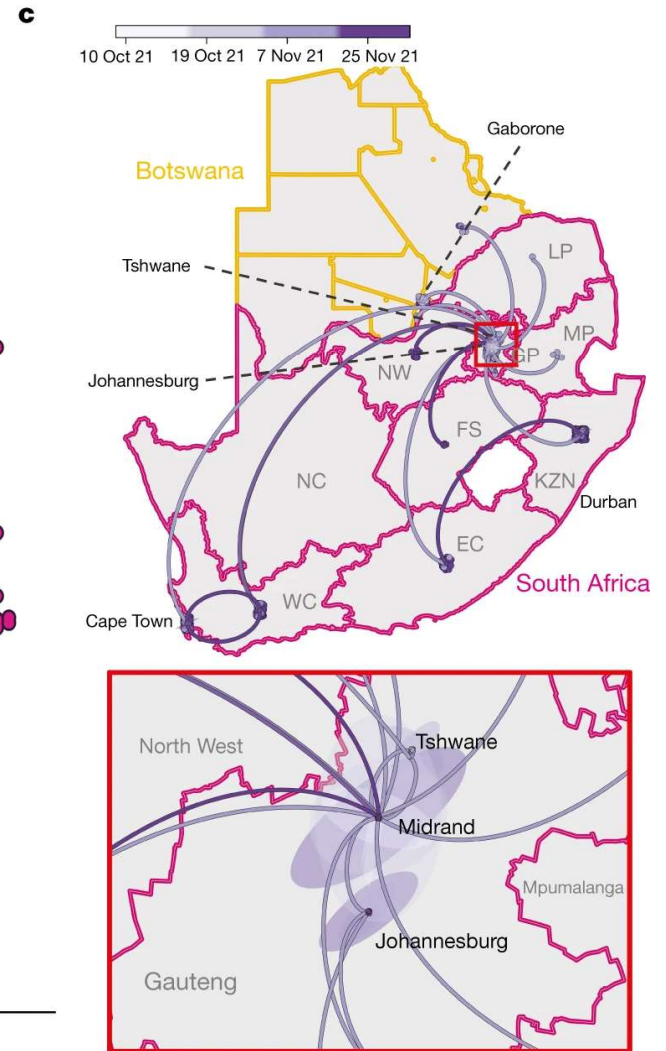 c
10 Oct 21 19 Oct 21 7 Nov 21 25 Nov 21
Gaborone
Botswana
Tshwane
LP
MP
GP
Johannesburg
NW
FS
NC
KZN
Durban
EC
South Africa
WC
Cape Town
North West
Tshwane
Midrand
Mpumalanga
Johannesburg
Gauteng